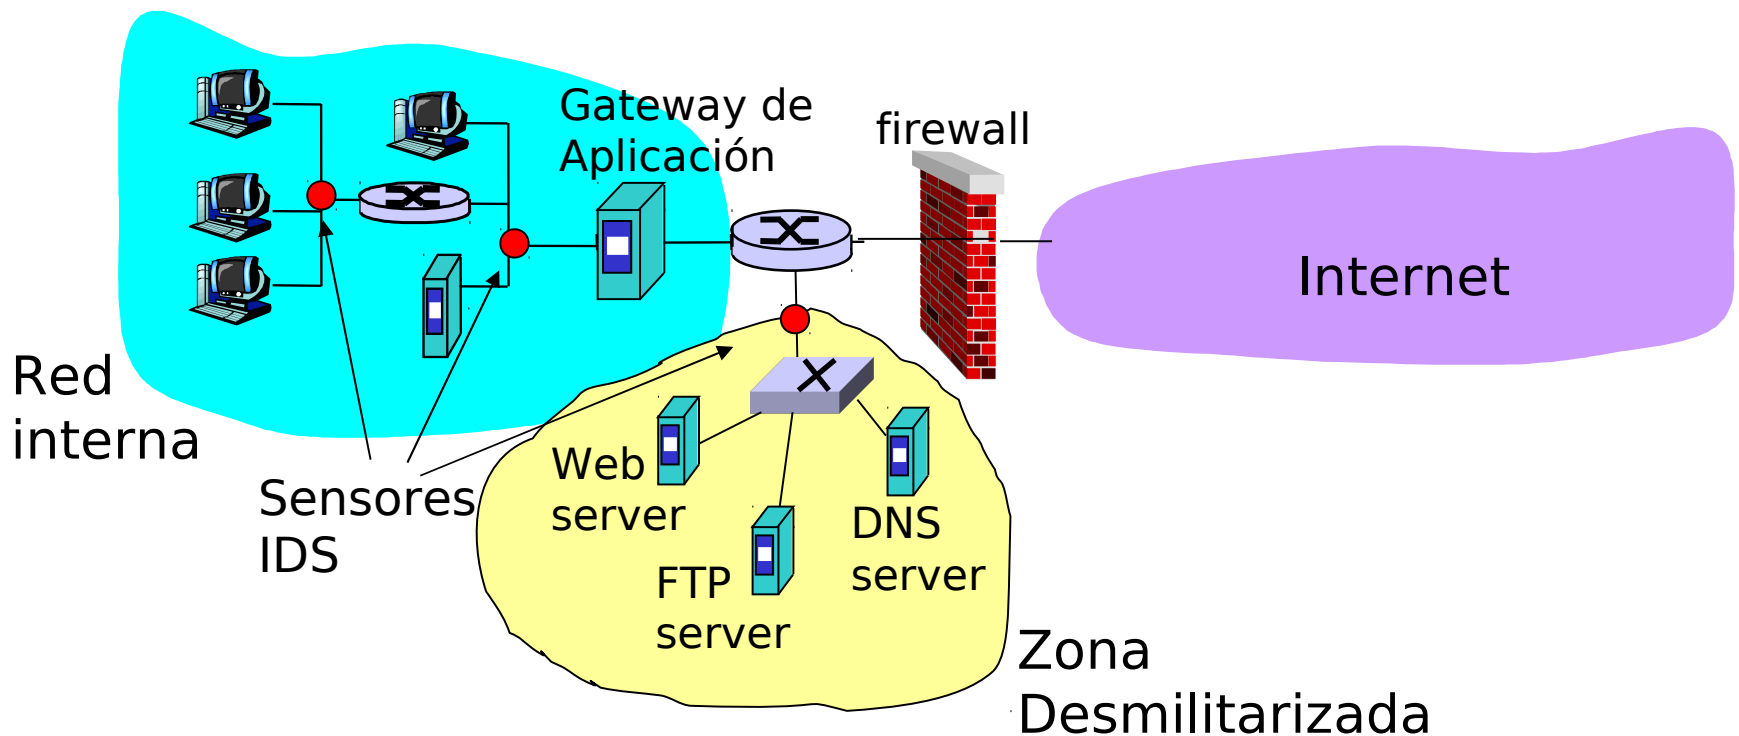 Gateway de
Aplicación
firewall
Internet
Red
interna
Sensores
IDS
Web
server
DNS
server
FTP
server
Zona
Desmilitarizada